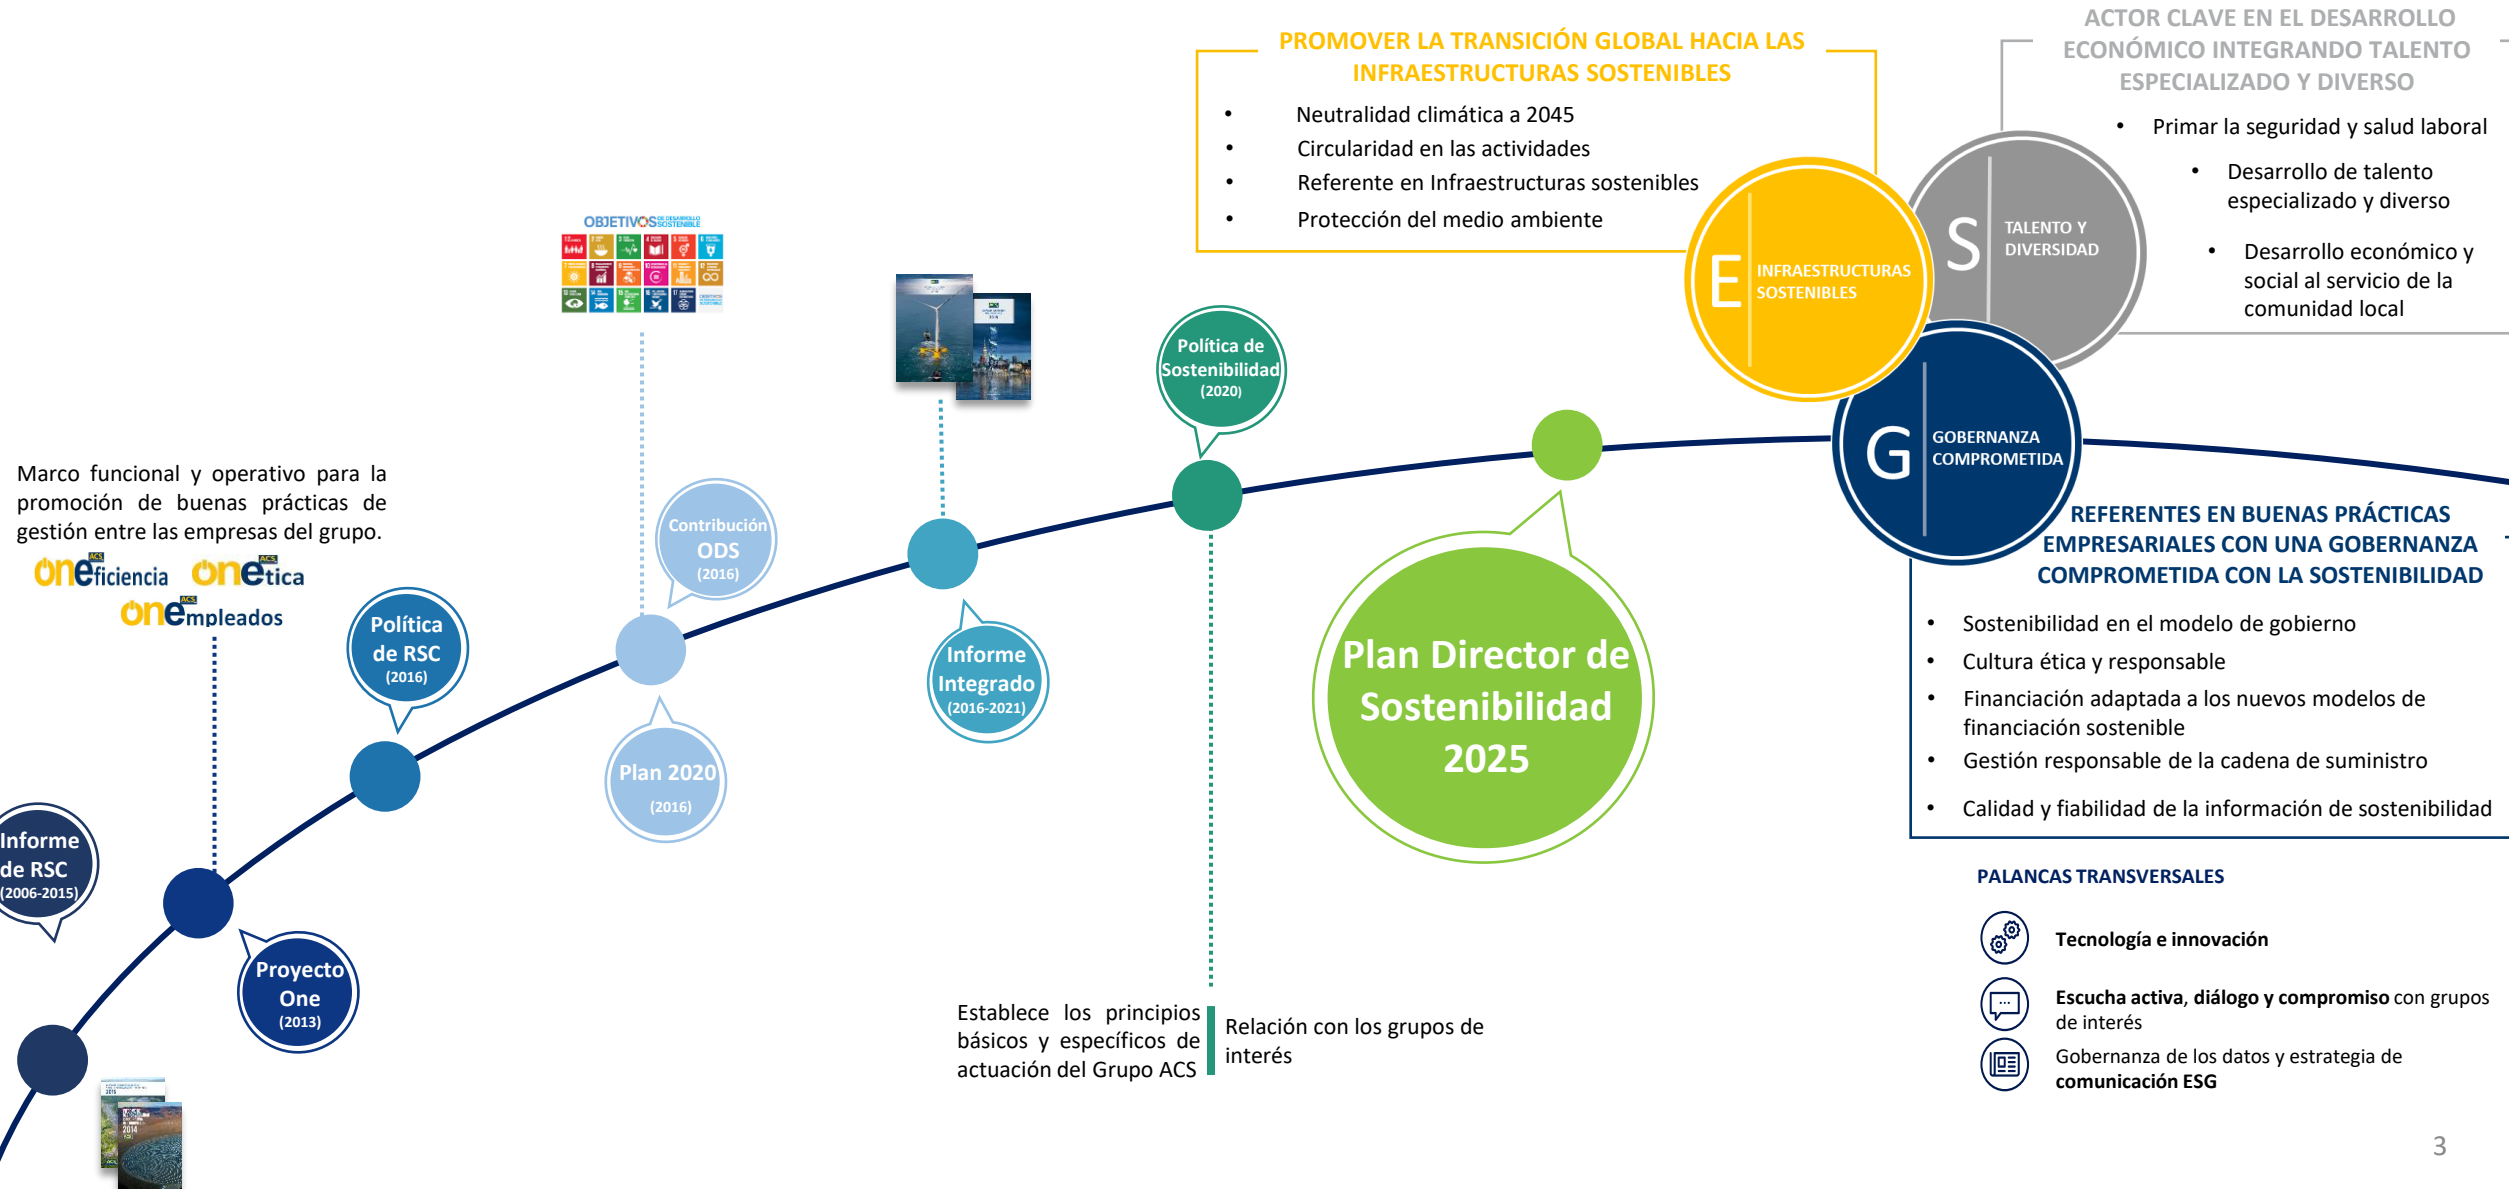 PROMOVER LA TRANSICIÓN GLOBAL HACIA LAS
INFRAESTRUCTURAS SOSTENIBLES
• Neutralidad climática a 2045
• Circularidad en las actividades
• Referente en Infraestructuras sostenibles
• Protección del medio ambiente
ACTOR CLAVE EN EL DESARROLLO
ECONÓMICO INTEGRANDO TALENTO
ESPECIALIZADO Y DIVERSO
• Primar la seguridad y salud laboral
• Desarrollo de talento
especializado y diverso
• Desarrollo económico y
social al servicio de la
comunidad local
E
INFRAESTRUCTURAS
SOSTENIBLES
S
TALENTO Y
DIVERSIDAD
G
GOBERNANZA
COMPROMETIDA
REFERENTES EN BUENAS PRÁCTICAS
EMPRESARIALES CON UNA GOBERNANZA
COMPROMETIDA CON LA SOSTENIBILIDAD
• Sostenibilidad en el modelo de gobierno
• Cultura ética y responsable
• Financiación adaptada a los nuevos modelos de
financiación sostenible
• Gestión responsable de la cadena de suministro
• Calidad y fiabilidad de la información de sostenibilidad
PALANCAS TRANSVERSALES
Tecnología e innovación
Escucha activa, diálogo y compromiso con grupos
de interés
Gobernanza de los datos y estrategia de
comunicación ESG
OBJETIVOS DE DESARROLLO
SOSTENIBLE
Marco funcional y operativo para la
promoción de buenas prácticas de
gestión entre las empresas del grupo.
ACS
oneficiencia
ACS
onetica
ACS
onempleados
Informe
de RSC
(2006-2015)
2014
Proyecto
One
(2013)
Política
de RSC
(2016)
Contribución
ODS
(2016)
Plan 2020
(2016)
Informe
Integrado
(2016-2021)
Política de
Sostenibilidad
(2020)
Establece los principios
básicos y específicos de
actuación del Grupo ACS
Relación con los grupos de
interés
Plan Director de
Sostenibilidad
2025
3